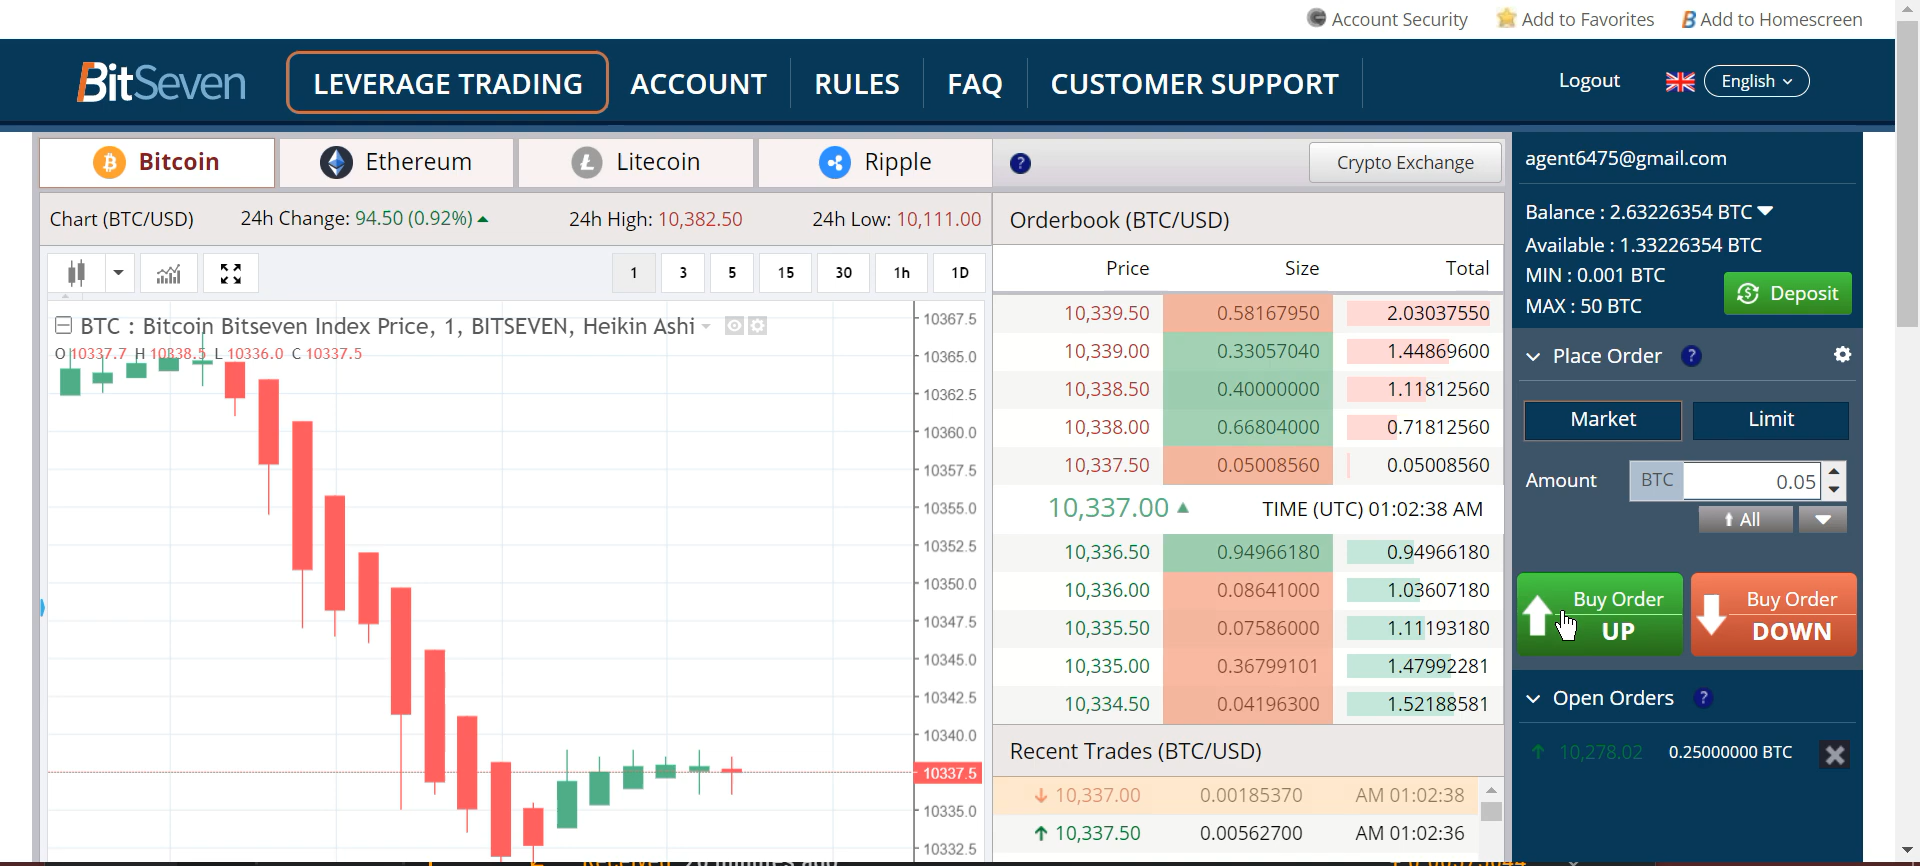 Account Security Add to Favorites Add to Homescreen
BitSeven LEVERAGE TRADING ACCOUNT RULES FAQ CUSTOMER SUPPORT Logout English
Bitcoin Ethereum Litecoin Ripple ? Crypto Exchange
Chart (BTC/USD) 24h Change: 94.50 (0.92%) 24h High: 10,382.50 24h Low: 10,111.00
1 3 5 15 30 1h 1D
BTC : Bitcoin Bitseven Index Price, 1, BITSEVEN, Heikin Ashi
O 10337.7 H 10338.5 L 10336.0 C 10337.5
10367.5
10365.0
10362.5
10360.0
10357.5
10355.0
10352.5
10350.0
10347.5
10345.0
10342.5
10340.0
10337.5
10335.0
10332.5
Orderbook (BTC/USD)
Price Size Total
10,339.50 0.58167950 2.03037550
10,339.00 0.33057040 1.44869600
10,338.50 0.40000000 1.11812560
10,338.00 0.66804000 0.71812560
10,337.50 0.05008560 0.05008560
10,337.00 TIME (UTC) 01:02:38 AM
10,336.50 0.94966180 0.94966180
10,336.00 0.08641000 1.03607180
10,335.50 0.07586000 1.11193180
10,335.00 0.36799101 1.47992281
10,334.50 0.04196300 1.52188581
Recent Trades (BTC/USD)
10,337.00 0.00185370 AM 01:02:38
10,337.50 0.00562700 AM 01:02:36
agent6475@gmail.com
Balance : 2.63226354 BTC
Available : 1.33226354 BTC
MIN : 0.001 BTC
MAX : 50 BTC
Deposit
Place Order ?
Market Limit
Amount BTC 0.05
All
Buy Order UP
Buy Order DOWN
Open Orders ?
10,278.02 0.25000000 BTC